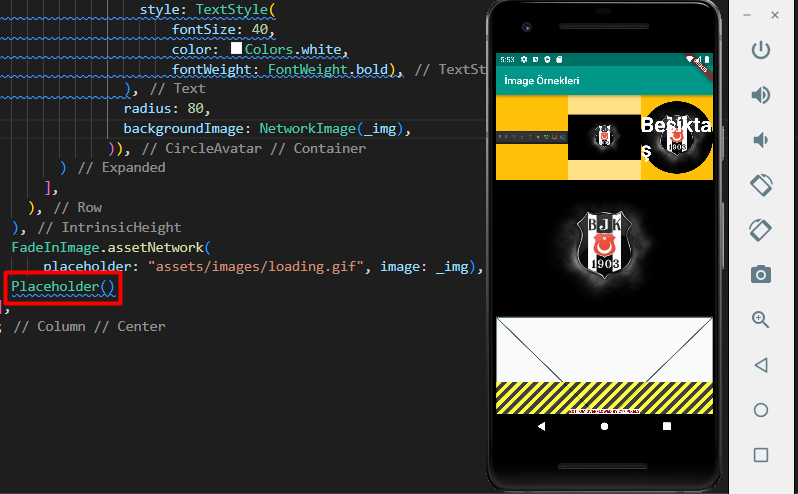 style: TextStyle(
fontSize: 40,
color: Colors.white,
fontWeight: FontWeight.bold), // TextSt
), // Text
radius: 80,
backgroundImage: NetworkImage(_img),
)), // CircleAvatar // Container
) // Expanded
],
), // Row
), // IntrinsicHeight
FadeInImage.assetNetwork(
placeholder: "assets/images/loading.gif", image: _img),
Placeholder()
],
; // Column // Center
5:53
İmage Örnekleri
Beşikta
ş
BJK
1903